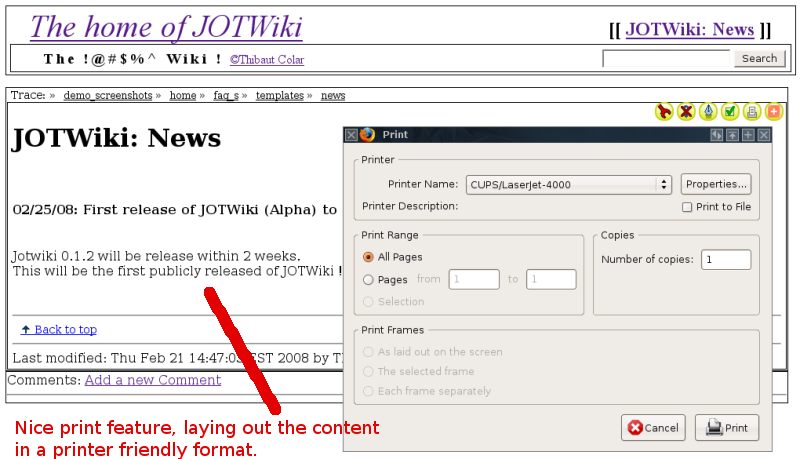 The home of JOTWiki
[[ JOTWiki: News ]]
The !@#$%^ Wiki ! ©Thibaut Colar
Search
Trace: » demo_screenshots » home » faq_s » templates » news
JOTWiki: News
02/25/08: First release of JOTWiki (Alpha) to
Jotwiki 0.1.2 will be release within 2 weeks.
This will be the first publicly released of JOTWiki !
Back to top
Last modified: Thu Feb 21 14:47:0 EST 2008 by
Comments: Add a new Comment
Nice print feature, laying out the content
in a printer friendly format.
Print
Printer
Printer Name: CUPS/LaserJet-4000 Properties...
Printer Description: Print to File
Print Range
All Pages
Pages from 1 to 1
Selection
Copies
Number of copies: 1
Print Frames
As laid out on the screen
The selected frame
Each frame separately
Cancel Print